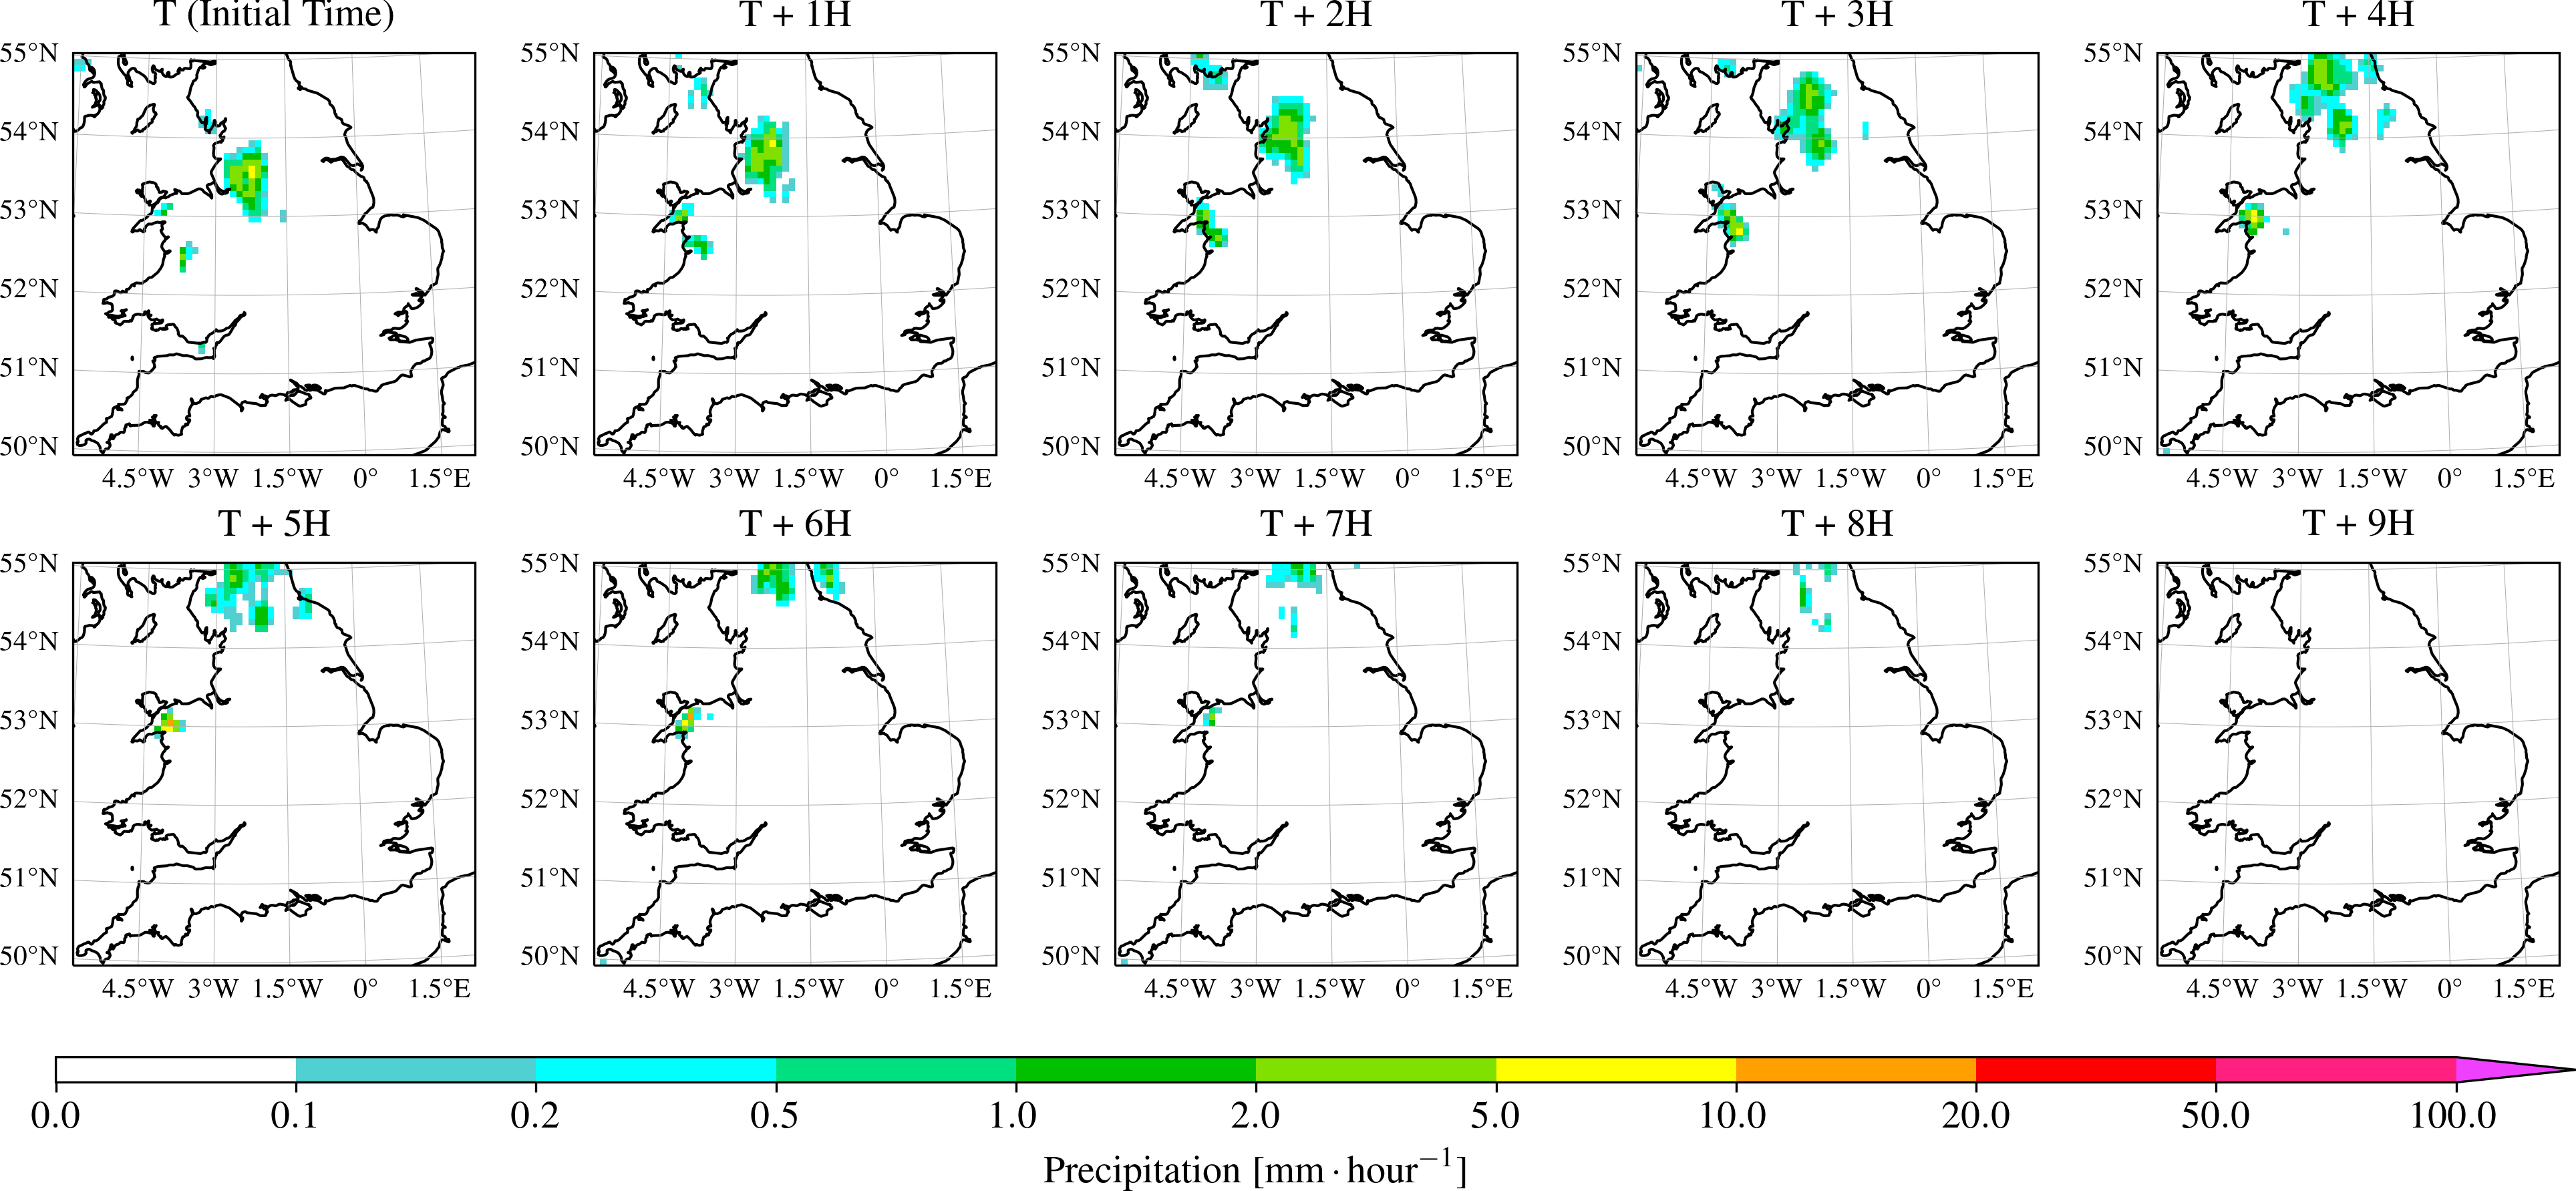 T (Initial Time) T + 1H T + 2H T + 3H T + 4H
55°N 55°N 55°N 55°N 55°N
54°N 54°N 54°N 54°N 54°N
53°N 53°N 53°N 53°N 53°N
52°N 52°N 52°N 52°N 52°N
51°N 51°N 51°N 51°N 51°N
50°N 50°N 50°N 50°N 50°N
4.5°W 3°W 1.5°W 0° 1.5°E 4.5°W 3°W 1.5°W 0° 1.5°E 4.5°W 3°W 1.5°W 0° 1.5°E 4.5°W 3°W 1.5°W 0° 1.5°E 4.5°W 3°W 1.5°W 0° 1.5°E
T + 5H T + 6H T + 7H T + 8H T + 9H
55°N 55°N 55°N 55°N 55°N
54°N 54°N 54°N 54°N 54°N
53°N 53°N 53°N 53°N 53°N
52°N 52°N 52°N 52°N 52°N
51°N 51°N 51°N 51°N 51°N
50°N 50°N 50°N 50°N 50°N
4.5°W 3°W 1.5°W 0° 1.5°E 4.5°W 3°W 1.5°W 0° 1.5°E 4.5°W 3°W 1.5°W 0° 1.5°E 4.5°W 3°W 1.5°W 0° 1.5°E 4.5°W 3°W 1.5°W 0° 1.5°E
0.0 0.1 0.2 0.5 1.0 2.0 5.0 10.0 20.0 50.0 100.0
Precipitation [mm · hour⁻¹]